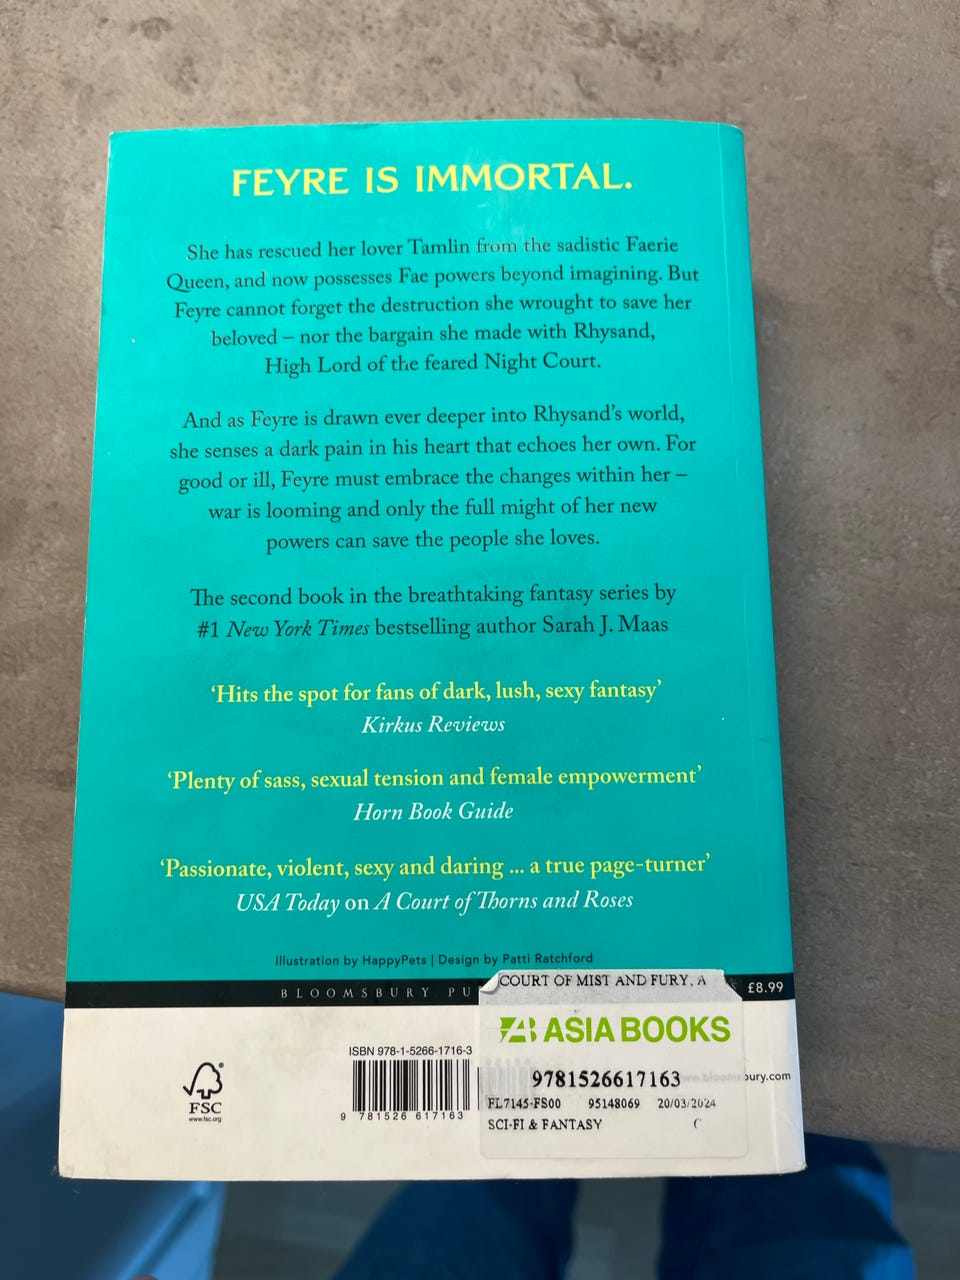 FEYRE IS IMMORTAL.
She has rescued her lover Tamlin from the sadistic Faerie
Queen, and now possesses Fae powers beyond imagining. But
Feyre cannot forget the destruction she wrought to save her
beloved – nor the bargain she made with Rhysand,
High Lord of the feared Night Court.
And as Feyre is drawn ever deeper into Rhysand's world,
she senses a dark pain in his heart that echoes her own. For
good or ill, Feyre must embrace the changes within her –
war is looming and only the full might of her new
powers can save the people she loves.
The second book in the breathtaking fantasy series by
#1 New York Times bestselling author Sarah J. Maas
'Hits the spot for fans of dark, lush, sexy fantasy'
Kirkus Reviews
'Plenty of sass, sexual tension and female empowerment'
Horn Book Guide
'Passionate, violent, sexy and daring ... a true page-turner'
USA Today on A Court of Thorns and Roses
Illustration by HappyPets | Design by Patti Ratchford
BLOOMSBURY PU
£8.99
COURT OF MIST AND FURY, A
ASIA BOOKS
ISBN 978-1-5266-1716-3
9 781526 617163
FSC
www.fsc.org
9781526617163
www.bloomsbury.com
FL7145-FS00 95148069 20/03/2024
SCI-FI & FANTASY